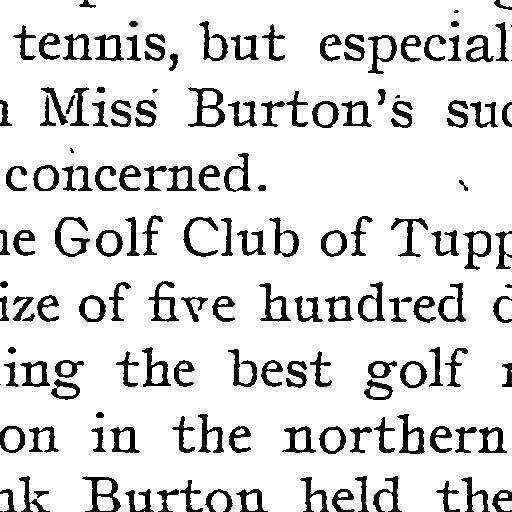 tennis, but especial
Miss Burton's suc
concerned.
he Golf Club of Tupp
ize of five hundred d
ing the best golf
on in the northern
nk Burton held the